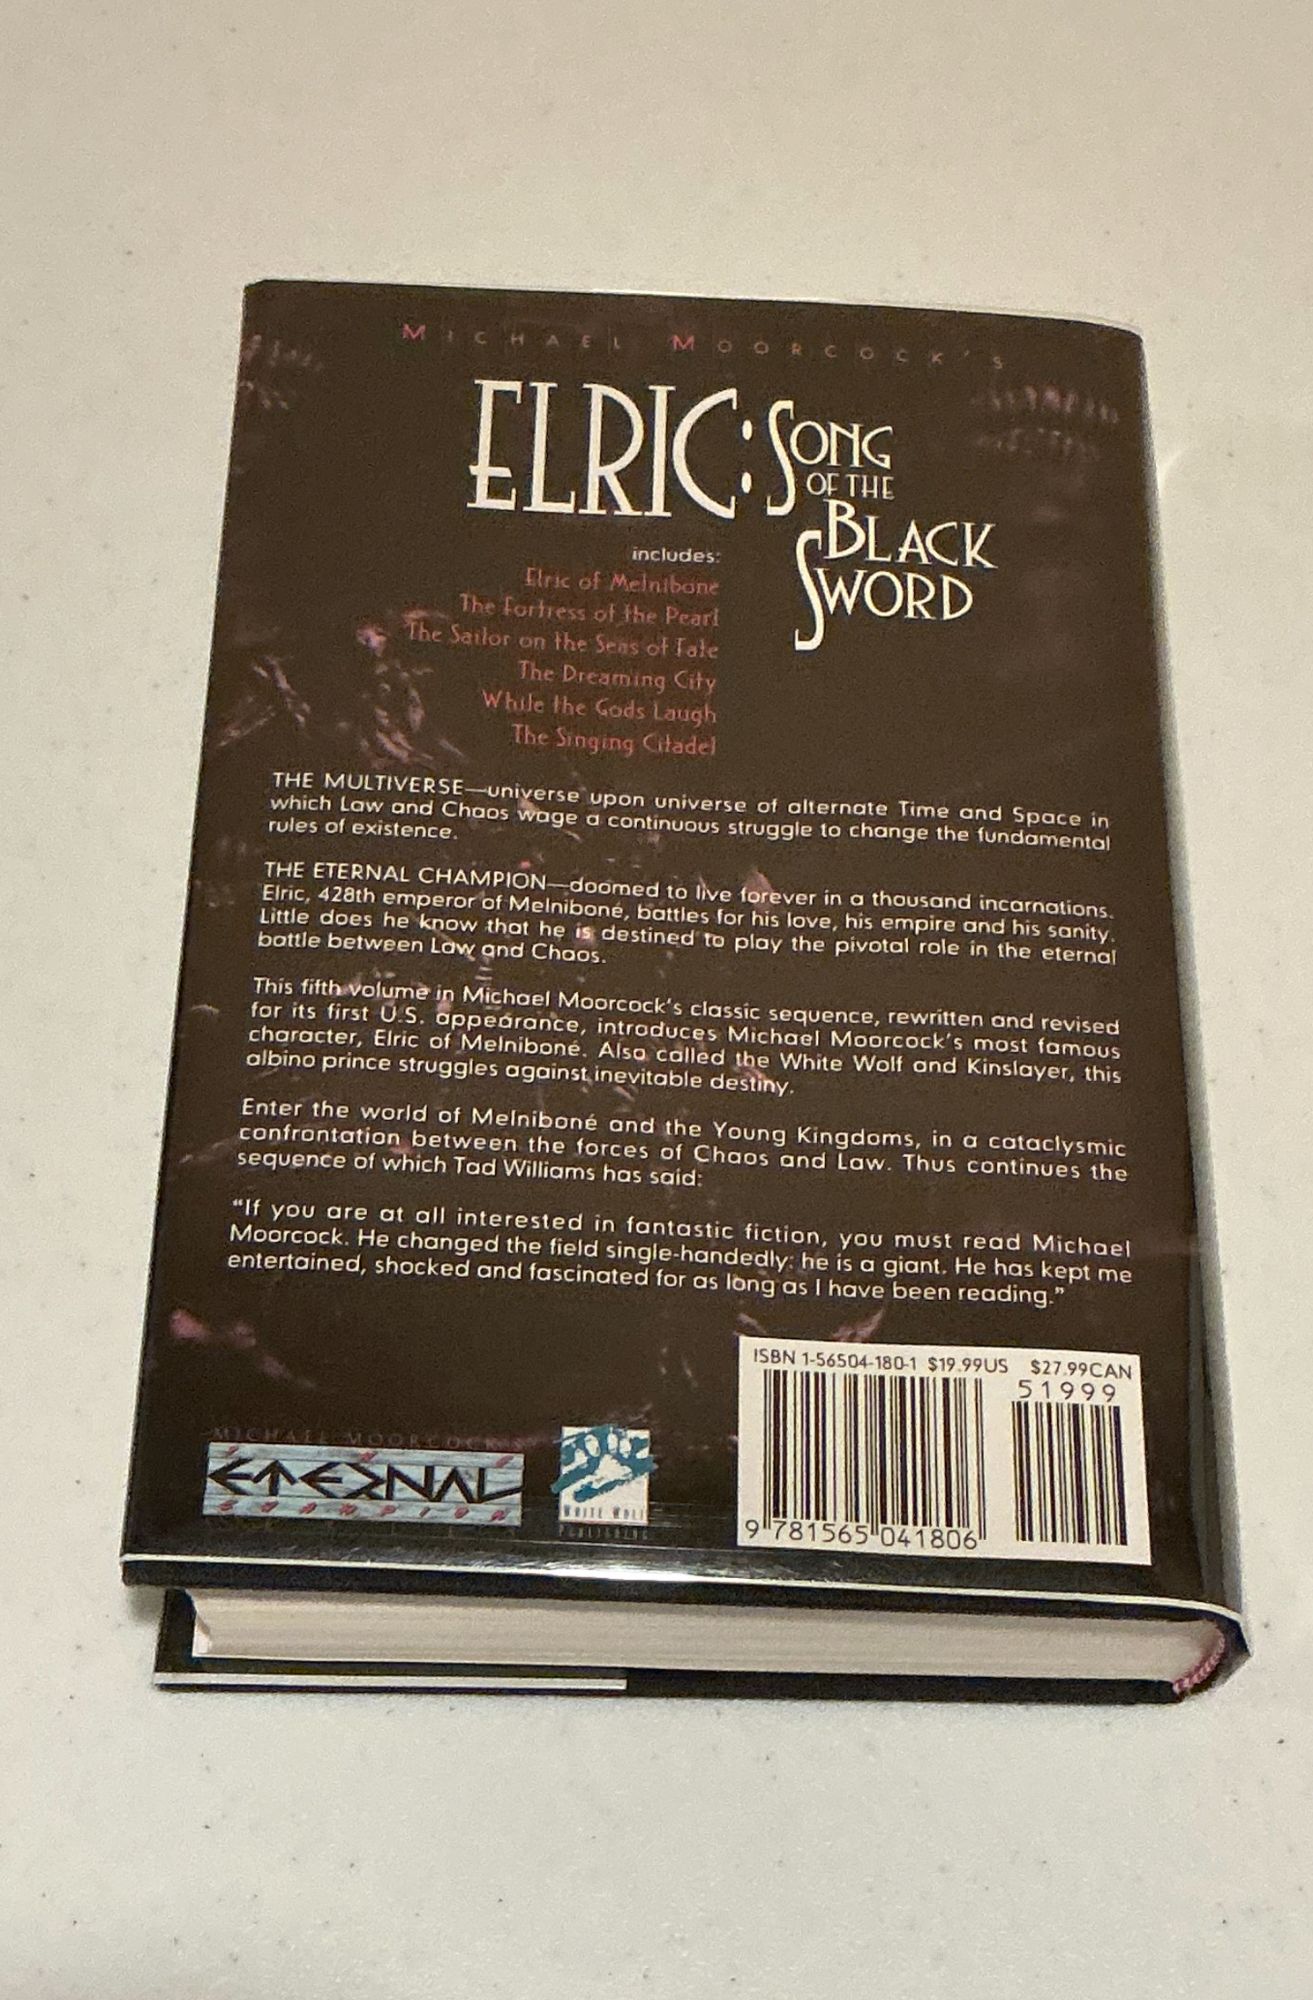 MICHAEL MOORCOCK'S
ELRIC: SONG
OF THE
BLACK
SWORD
includes:
Elric of Melniboné
The Fortress of the Pearl
The Sailor on the Seas of Fate
The Dreaming City
While the Gods Laugh
The Singing Citadel
THE MULTIVERSE—universe upon universe of alternate Time and Space in
which Law and Chaos wage a continuous struggle to change the fundamental
rules of existence.
THE ETERNAL CHAMPION—doomed to live forever in a thousand incarnations.
Elric, 428th emperor of Melniboné, battles for his love, his empire and his sanity.
Little does he know that he is destined to play the pivotal role in the eternal
battle between Law and Chaos.
This fifth volume in Michael Moorcock's classic sequence, rewritten and revised
for its first U.S. appearance, introduces Michael Moorcock's most famous
character, Elric of Melniboné. Also called the White Wolf and Kinslayer, this
albino prince struggles against inevitable destiny.
Enter the world of Melniboné and the Young Kingdoms, in a cataclysmic
confrontation between the forces of Chaos and Law. Thus continues the
sequence of which Tad Williams has said:
"If you are at all interested in fantastic fiction, you must read Michael
Moorcock. He changed the field single-handedly: he is a giant. He has kept me
entertained, shocked and fascinated for as long as I have been reading."
ISBN 1-56504-180-1 $19.99US $27.99CAN
51999
9 781565 041806
MICHAEL MOORCOCK'S
ETERNAL
CHAMPION
WHITE WOLF
PUBLISHING